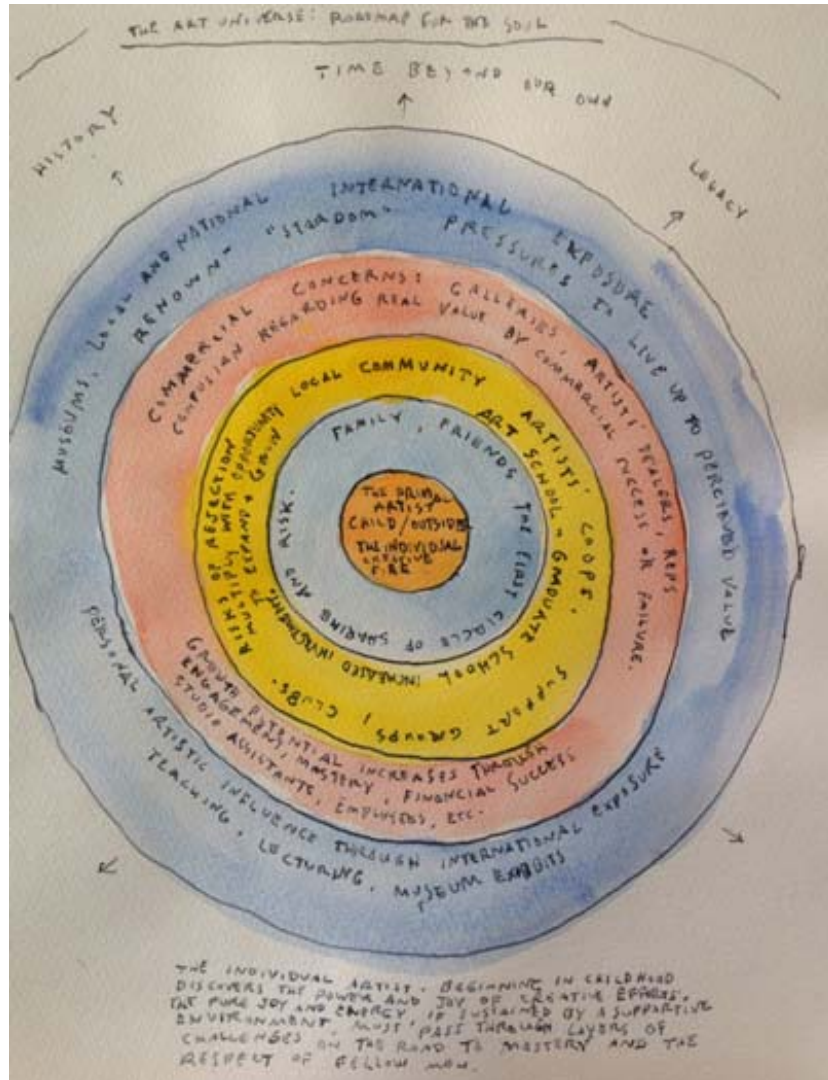 THE ART UNIVERSE: ROADMAP FOR THE SOUL
TIME BEYOND OUR OWN
HISTORY
LEGACY
MUSEUMS, LOCAL AND NATIONAL INTERNATIONAL EXPOSURE
RENOWN "STARDOM" PRESSURES TO LIVE UP TO PERCEIVED VALUE
COMMERCIAL CONCERNS: GALLERIES, ARTISTS' DEALERS, REPS
CONFUSION REGARDING REAL VALUE BY COMMERCIAL SUCCESS OR FAILURE.
LOCAL COMMUNITY ARTISTS' COOPS,
ART SCHOOL + GRADUATE SCHOOL
SUPPORT GROUPS, CLUBS.
INCREASED INVESTMENT.
RISKS OF REJECTION
MULTIPLY WITH OPPORTUNITY
TO EXPAND + GAIN
FAMILY, FRIENDS THE FIRST CIRCLE OF SHARING AND RISK.
THE PRIMAL
ARTIST
CHILD/OUTSIDER
THE INDIVIDUAL
CREATIVE
FIRE
GROWTH POTENTIAL INCREASES THROUGH
ENGAGEMENT, MASTERY, FINANCIAL SUCCESS
STUDIO ASSISTANTS, EMPLOYEES, ETC.
PERSONAL ARTISTIC INFLUENCE THROUGH INTERNATIONAL EXPOSURE
TEACHING, LECTURING, MUSEUM EXHIBITS
THE INDIVIDUAL ARTIST, BEGINNING IN CHILDHOOD
DISCOVERS THE POWER AND JOY OF CREATIVE EFFORTS.
THE PURE JOY AND ENERGY, IF SUSTAINED BY A SUPPORTIVE
ENVIRONMENT, MUST PASS THROUGH LAYERS OF
CHALLENGES ON THE ROAD TO MASTERY AND THE
RESPECT OF FELLOW MAN.